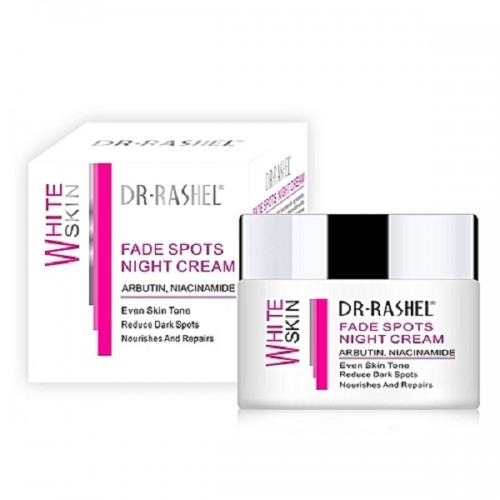 WHITE
SKIN
DR·RASHEL®
FADE SPOTS
NIGHT CREAM
ARBUTIN, NIACINAMIDE
Even Skin Tone
Reduce Dark Spots
Nourishes And Repairs
FADE SPOTS NIGHT CREAM
WHITE
SKIN
DR·RASHEL®
FADE SPOTS
NIGHT CREAM
ARBUTIN, NIACINAMIDE
Even Skin Tone
Reduce Dark Spots
Nourishes And Repairs